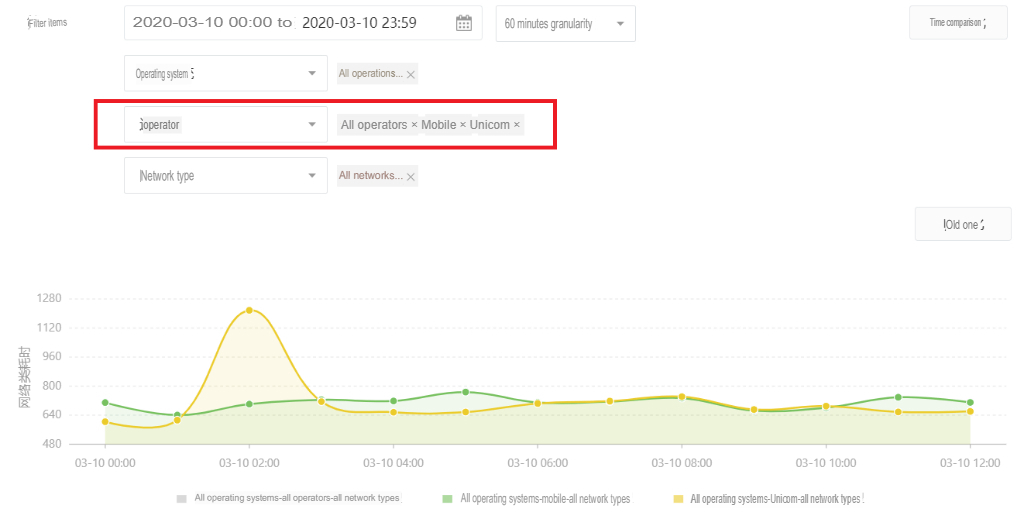 Filter items 2020-03-10 00:00 to 2020-03-10 23:59 60 minutes granularity Time comparison
Operating system All operations... ×
operator All operators × Mobile × Unicom ×
Network type All networks... ×
Old one
1280
1120
960
800
640
480
网络类耗时
03-10 00:00 03-10 02:00 03-10 04:00 03-10 06:00 03-10 08:00 03-10 10:00 03-10 12:00
All operating systems-all operators-all network types All operating systems-mobile-all network types All operating systems-Unicom-all network types